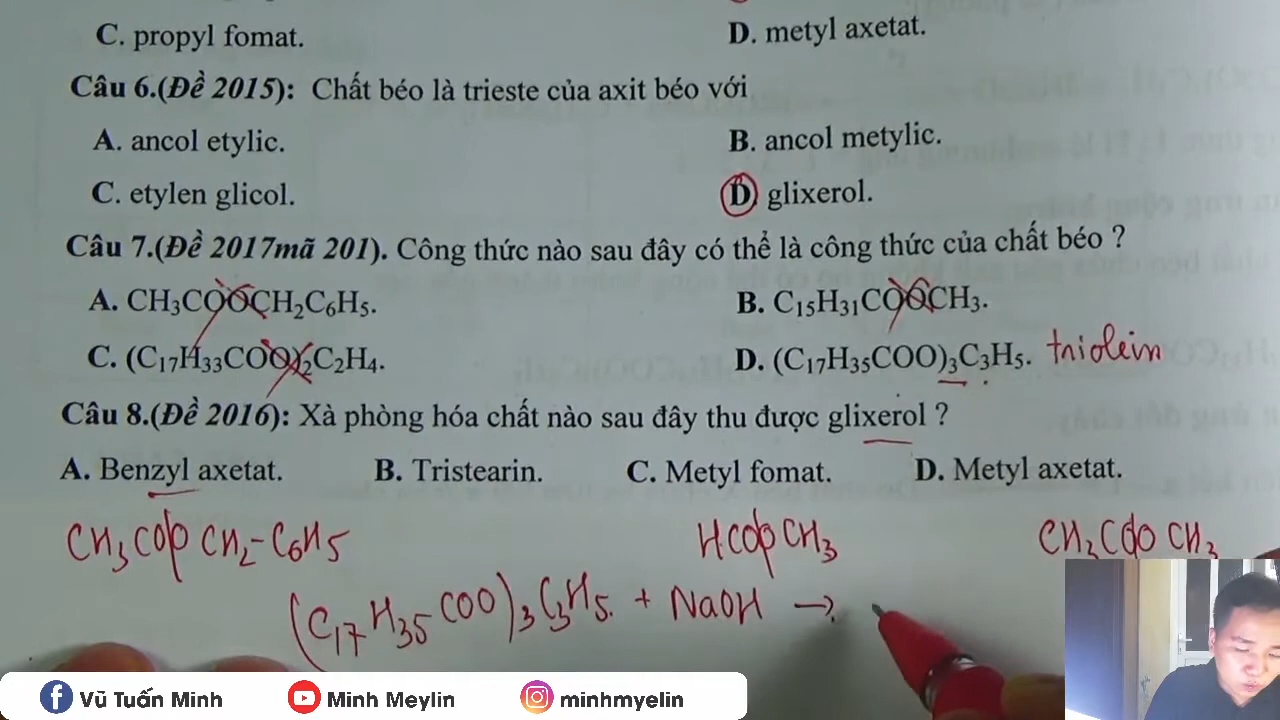 C. propyl fomat. D. metyl axetat.
Câu 6.(Đề 2015): Chất béo là trieste của axit béo với
A. ancol etylic. B. ancol metylic.
C. etylen glicol. D. glixerol.
Câu 7.(Đề 2017mã 201). Công thức nào sau đây có thể là công thức của chất béo ?
A. CH₃COOCH₂C₆H₅. B. C₁₅H₃₁COOCH₃.
C. (C₁₇H₃₃COO)₂C₂H₄. D. (C₁₇H₃₅COO)₃C₃H₅. triolein
Câu 8.(Đề 2016): Xà phòng hóa chất nào sau đây thu được glixerol ?
A. Benzyl axetat. B. Tristearin. C. Metyl fomat. D. Metyl axetat.
CH₃COO CH₂-C₆H₅ HCOO CH₃ CH₃COO CH₃
(C₁₇H₃₅COO)₃C₃H₅ + NaOH →
Vũ Tuấn Minh Minh Meylin minhmyelin